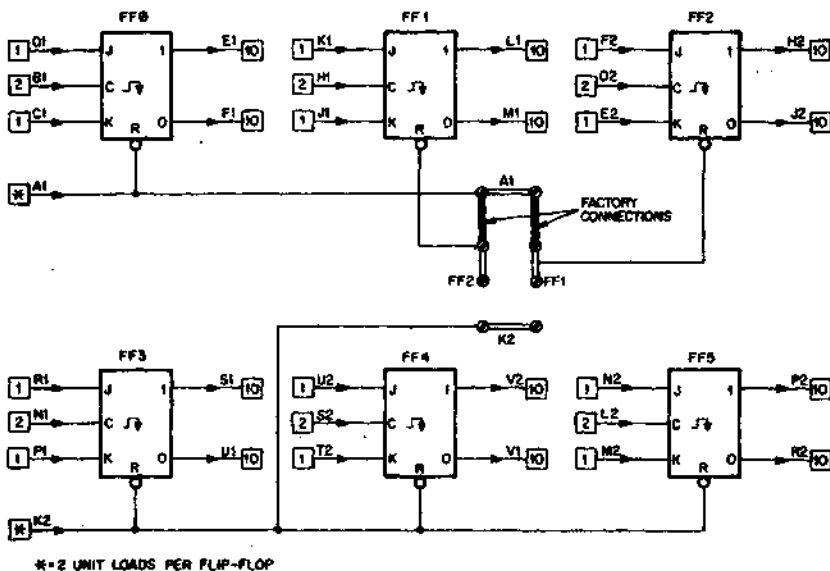 FF0 FF1 FF2
1 D1 J 1 E1 10 1 K1 J 1 L1 10 1 F2 J 1 H2 10
2 B1 C 2 H1 C 2 D2 C
1 C1 K 0 F1 10 1 J1 K 0 M1 10 1 E2 K 0 J2 10
R R R
* A1 A1
FACTORY
CONNECTIONS
FF2 FF1
K2
FF3 FF4 FF5
1 R1 J 1 S1 10 1 U2 J 1 V2 10 1 N2 J 1 P2 10
2 N1 C 2 S2 C 2 L2 C
1 P1 K 0 U1 10 1 T2 K 0 V1 10 1 M2 K 0 R2 10
R R R
* K2
*=2 UNIT LOADS PER FLIP-FLOP